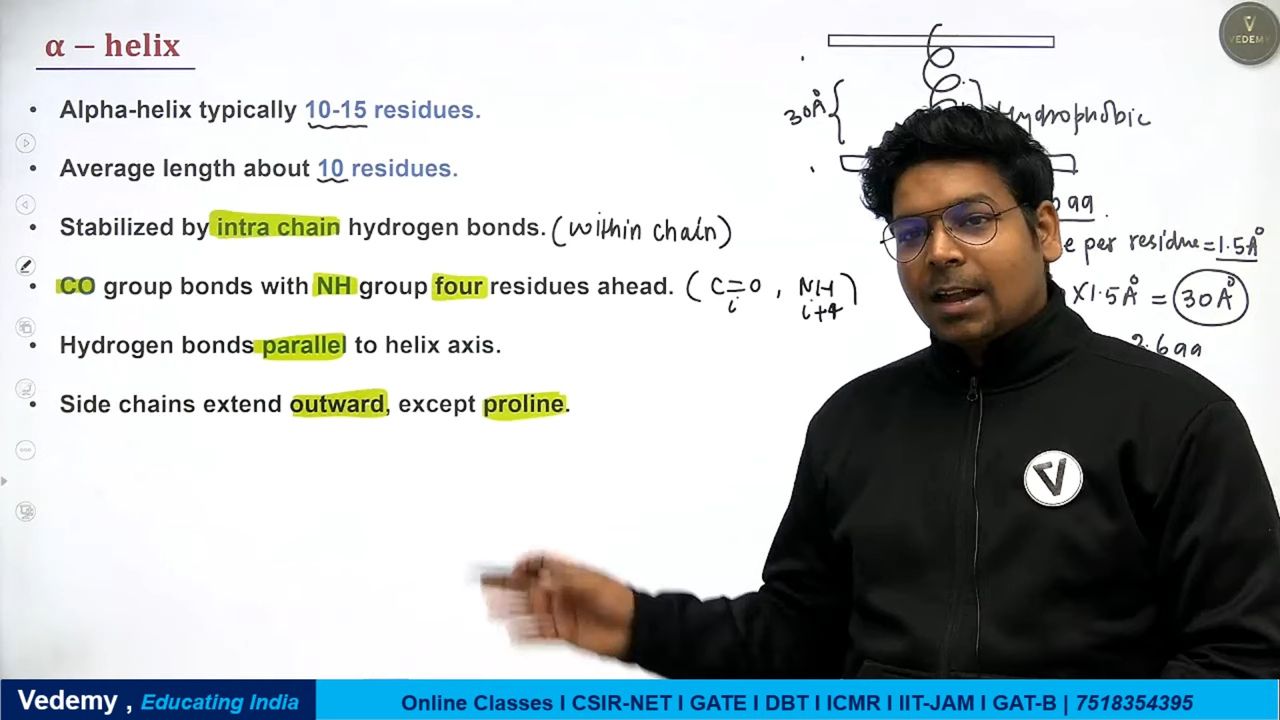 α − helix
• Alpha-helix typically 10-15 residues.
• Average length about 10 residues.
• Stabilized by intra chain hydrogen bonds. (within chain)
• CO group bonds with NH group four residues ahead. (C=O , NH)
i i+4
• Hydrogen bonds parallel to helix axis.
• Side chains extend outward, except proline.
30Å
Hydrophobic
per residue = 1.5Å
X1.5Å = 30Å
VEDEMY
Vedemy , Educating India
Online Classes I CSIR-NET I GATE I DBT I ICMR I IIT-JAM I GAT-B | 7518354395